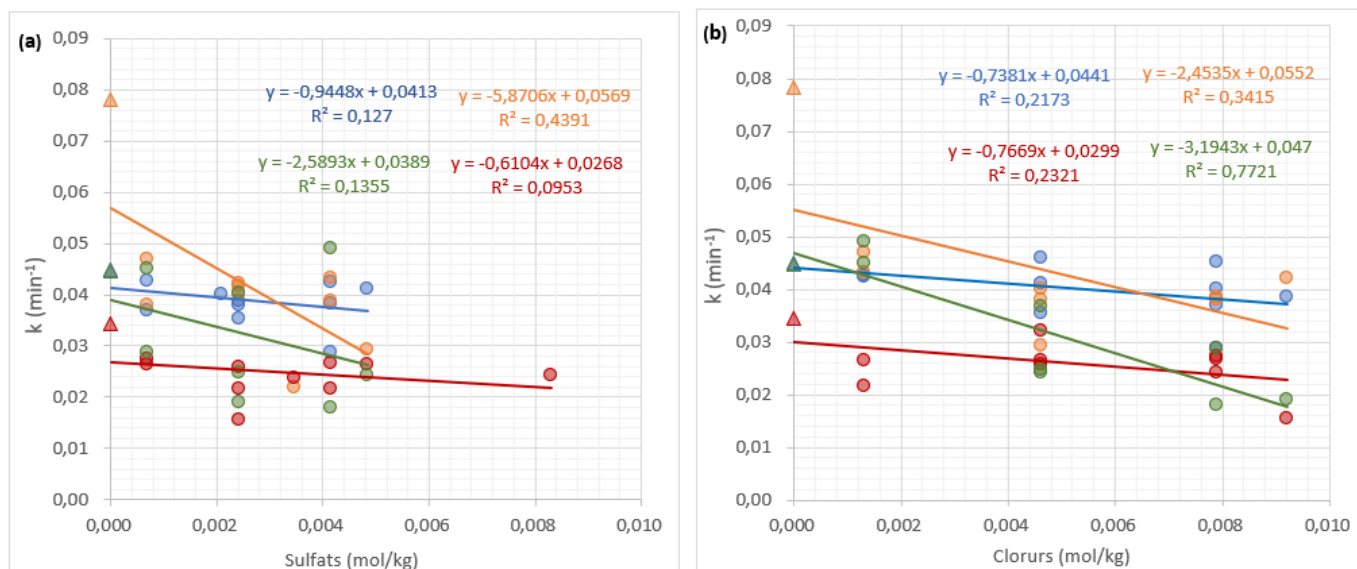 (a)
0,09
0,08
0,07
0,06
0,05
0,04
0,03
0,02
0,01
0,00
k (min⁻¹)
y = -0,9448x + 0,0413
R² = 0,127
y = -5,8706x + 0,0569
R² = 0,4391
y = -2,5893x + 0,0389
R² = 0,1355
y = -0,6104x + 0,0268
R² = 0,0953
0,000 0,002 0,004 0,006 0,008 0,010
Sulfats (mol/kg)
(b)
0,09
0,08
0,07
0,06
0,05
0,04
0,03
0,02
0,01
0,00
k (min⁻¹)
y = -0,7381x + 0,0441
R² = 0,2173
y = -2,4535x + 0,0552
R² = 0,3415
y = -0,7669x + 0,0299
R² = 0,2321
y = -3,1943x + 0,047
R² = 0,7721
0,000 0,002 0,004 0,006 0,008 0,010
Clorurs (mol/kg)